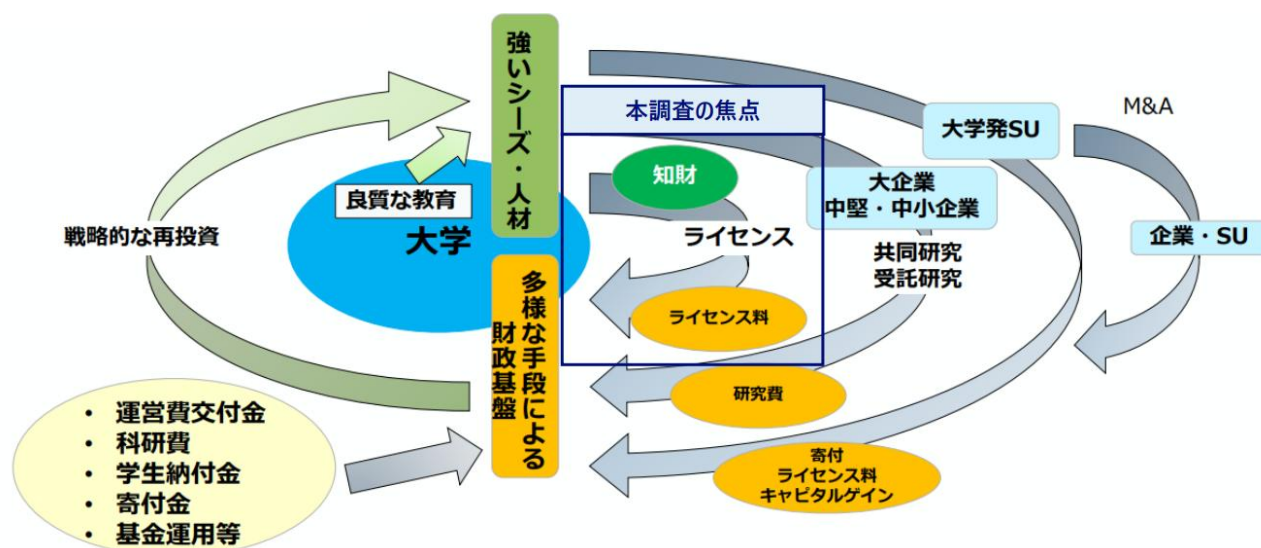 強いシーズ・人材
本調査の焦点
M&A
大学発SU
知財
大企業
中堅・中小企業
良質な教育
大学
戦略的な再投資
ライセンス
共同研究
受託研究
企業・SU
多様な手段による
財政基盤
ライセンス料
研究費
寄付
ライセンス料
キャピタルゲイン
• 運営費交付金
• 科研費
• 学生納付金
• 寄付金
• 基金運用等